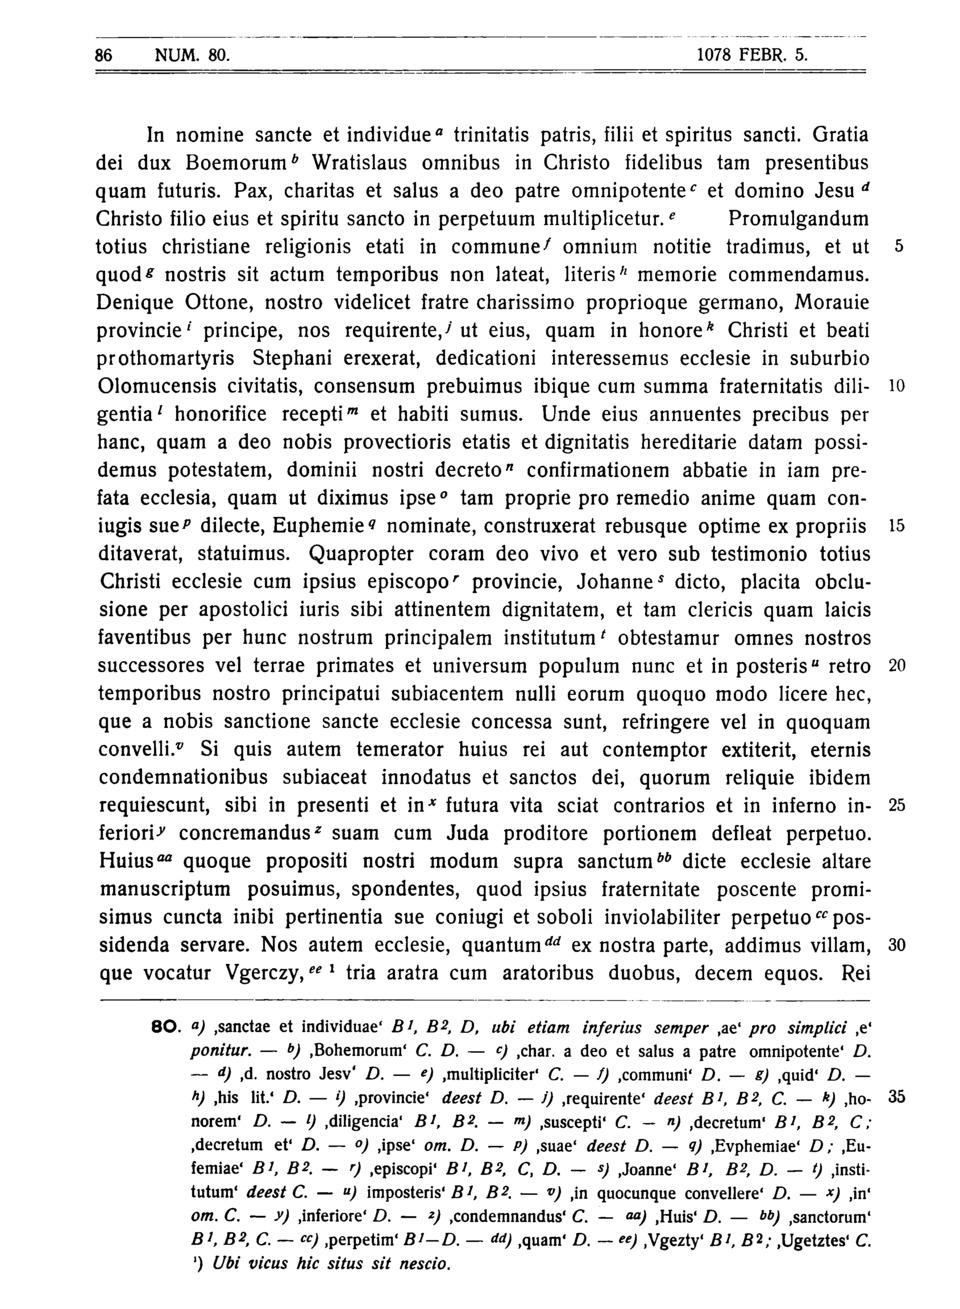 86 NUM. 80. 1078 FEBR. 5.
In nomine sancte et individue a trinitatis patris, filii et spiritus sancti. Gratia
dei dux Boemorum b Wratislaus omnibus in Christo fidelibus tam presentibus
quam futuris. Pax, charitas et salus a deo patre omnipotente c et domino Jesu d
Christo filio eius et spiritu sancto in perpetuum multiplicetur. e Promulgandum
totius christiane religionis etati in commune f omnium notitie tradimus, et ut 5
quod g nostris sit actum temporibus non lateat, literis h memorie commendamus.
Denique Ottone, nostro videlicet fratre charissimo proprioque germano, Morauie
provincie i principe, nos requirente, j ut eius, quam in honore k Christi et beati
prothomartyris Stephani erexerat, dedicationi interessemus ecclesie in suburbio
Olomucensis civitatis, consensum prebuimus ibique cum summa fraternitatis dili- 10
gentia l honorifice recepti m et habiti sumus. Unde eius annuentes precibus per
hanc, quam a deo nobis provectioris etatis et dignitatis hereditarie datam possi-
demus potestatem, dominii nostri decreto n confirmationem abbatie in iam pre-
fata ecclesia, quam ut diximus ipse o tam proprie pro remedio anime quam con-
iugis sue p dilecte, Euphemie q nominate, construxerat rebusque optime ex propriis 15
ditaverat, statuimus. Quapropter coram deo vivo et vero sub testimonio totius
Christi ecclesie cum ipsius episcopo r provincie, Johanne s dicto, placita obclu-
sione per apostolici iuris sibi attinentem dignitatem, et tam clericis quam laicis
faventibus per hunc nostrum principalem institutum t obtestamur omnes nostros
successores vel terrae primates et universum populum nunc et in posteris u retro 20
temporibus nostro principatui subiacentem nulli eorum quoquo modo licere hec,
que a nobis sanctione sancte ecclesie concessa sunt, refringere vel in quoquam
convelli. v Si quis autem temerator huius rei aut contemptor extiterit, eternis
condemnationibus subiaceat innodatus et sanctos dei, quorum reliquie ibidem
requiescunt, sibi in presenti et in x futura vita sciat contrarios et in inferno in- 25
feriori y concremandus z suam cum Juda proditore portionem defleat perpetuo.
Huius aa quoque propositi nostri modum supra sanctum bb dicte ecclesie altare
manuscriptum posuimus, spondentes, quod ipsius fraternitate poscente promi-
simus cuncta inibi pertinentia sue coniugi et soboli inviolabiliter perpetuo cc pos-
sidenda servare. Nos autem ecclesie, quantum dd ex nostra parte, addimus villam, 30
que vocatur Vgerczy, ee 1 tria aratra cum aratoribus duobus, decem equos. Rei
80. a) ‚sanctae et individuae‘ B1, B2, D, ubi etiam inferius semper ‚ae‘ pro simplici ‚e‘
ponitur. — b) ‚Bohemorum‘ C. D. — c) ‚char. a deo et salus a patre omnipotente‘ D.
— d) ‚d. nostro Jesv‘ D. — e) ‚multipliciter‘ C. — f) ‚communi‘ D. — g) ‚quid‘ D. —
h) ‚his lit.‘ D. — i) ‚provincie‘ deest D. — j) ‚requirente‘ deest B1, B2, C. — k) ‚ho- 35
norem‘ D. — l) ‚diligencia‘ B1, B2. — m) ‚suscepti‘ C. — n) ‚decretum‘ B1, B2, C;
‚decretum et‘ D. — o) ‚ipse‘ om. D. — p) ‚suae‘ deest D. — q) ‚Evphemiae‘ D; ‚Eu-
femiae‘ B1, B2. — r) ‚episcopi‘ B1, B2, C, D. — s) ‚Joanne‘ B1, B2, D. — t) ‚insti-
tutum‘ deest C. — u) imposteris‘ B1, B2. — v) ‚in quocunque convellere‘ D. — x) ‚in‘
om. C. — y) ‚inferiore‘ D. — z) ‚condemnandus‘ C. — aa) ‚Huis‘ D. — bb) ‚sanctorum‘
B1, B2, C. — cc) ‚perpetim‘ B1—D. — dd) ‚quam‘ D. — ee) ‚Vgezty‘ B1, B2; ‚Ugetztes‘ C.
1) Ubi vicus hic situs sit nescio.